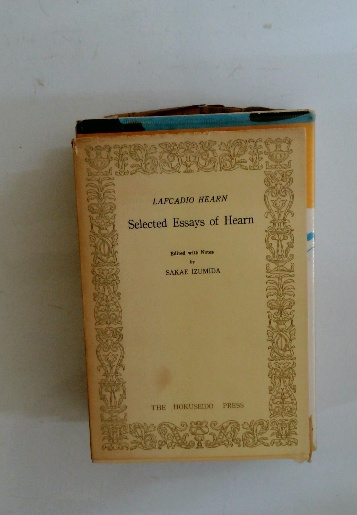 LAFCADIO HEARN
Selected Essays of Hearn
Edited with Notes
by
SAKAE IZUMIDA
THE HOKUSEIDO PRESS